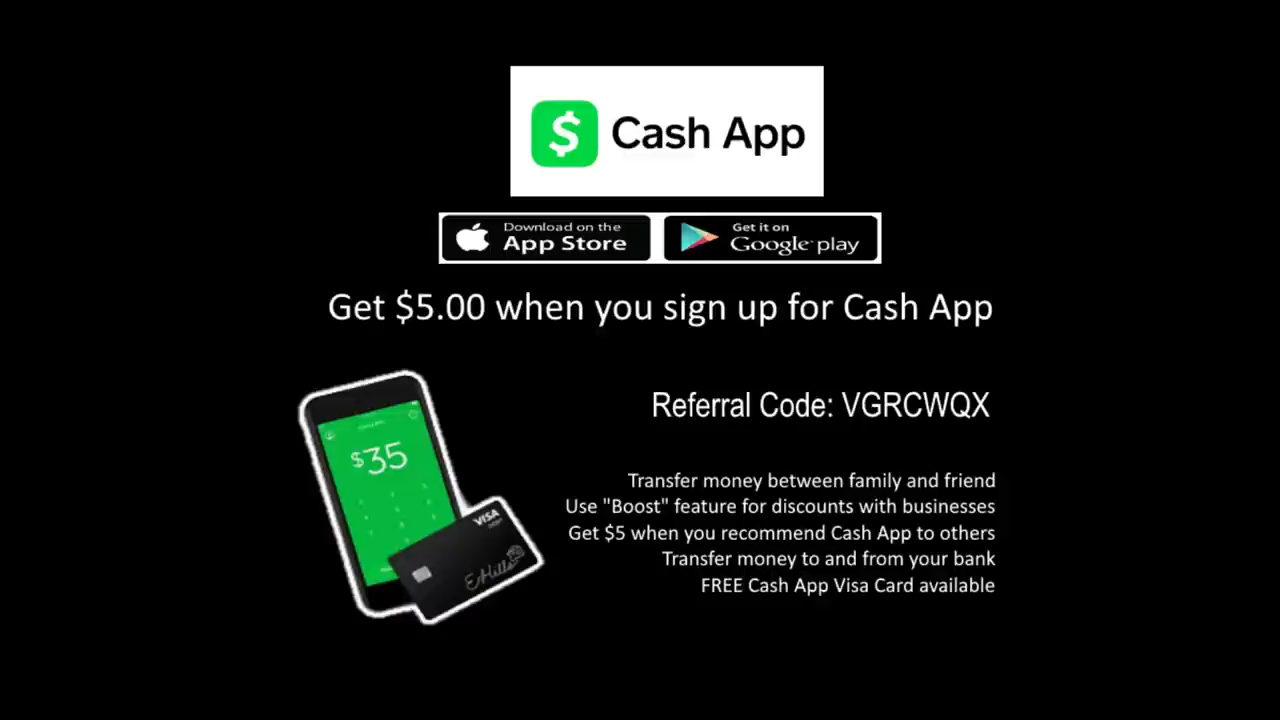 $ Cash App
Download on the
App Store
Get it on
Google play
Get $5.00 when you sign up for Cash App
Referral Code: VGRCWQX
$35
VISA
Transfer money between family and friend
Use "Boost" feature for discounts with businesses
Get $5 when you recommend Cash App to others
Transfer money to and from your bank
FREE Cash App Visa Card available